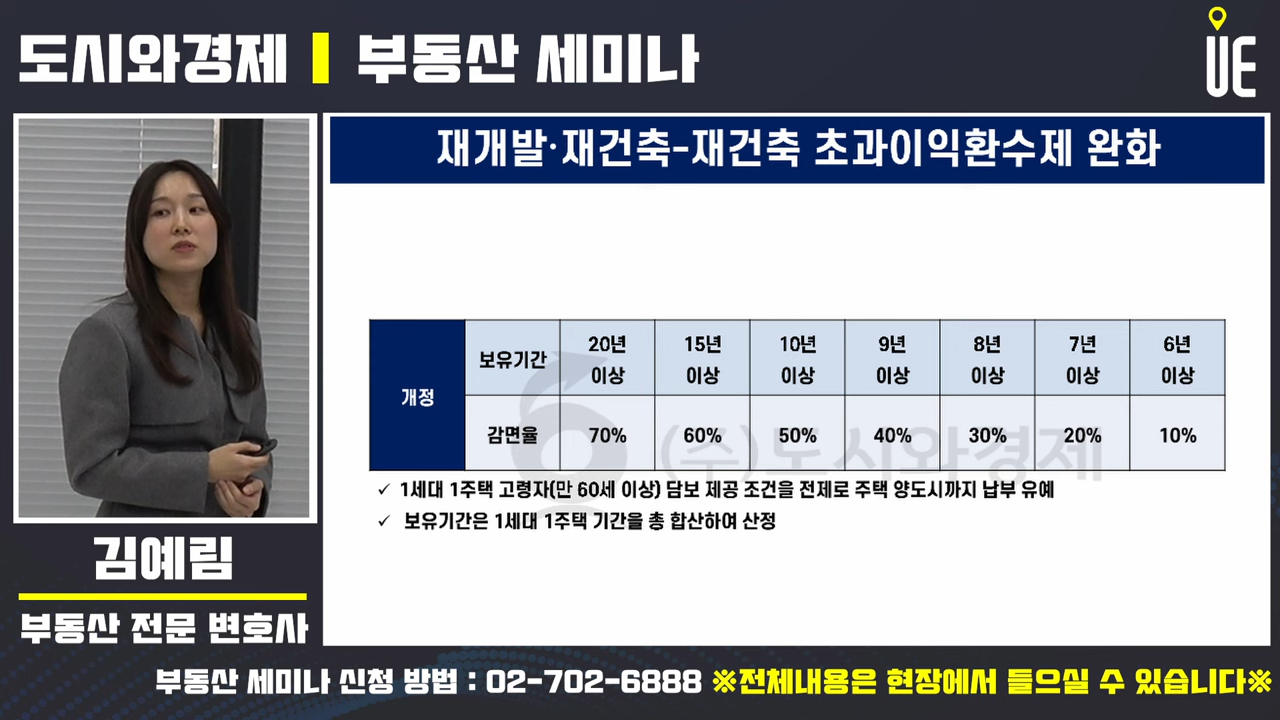 도시와경제 부동산 세미나
UE
재개발·재건축-재건축 초과이익환수제 완화
개정
보유기간 20년 이상 15년 이상 10년 이상 9년 이상 8년 이상 7년 이상 6년 이상
감면율 70% 60% 50% 40% 30% 20% 10%
(주)도시와경제
✓ 1세대 1주택 고령자(만 60세 이상) 담보 제공 조건을 전제로 주택 양도시까지 납부 유예
✓ 보유기간은 1세대 1주택 기간을 총 합산하여 산정
김예림
부동산 전문 변호사
부동산 세미나 신청 방법 : 02-702-6888 ※전체내용은 현장에서 들으실 수 있습니다※